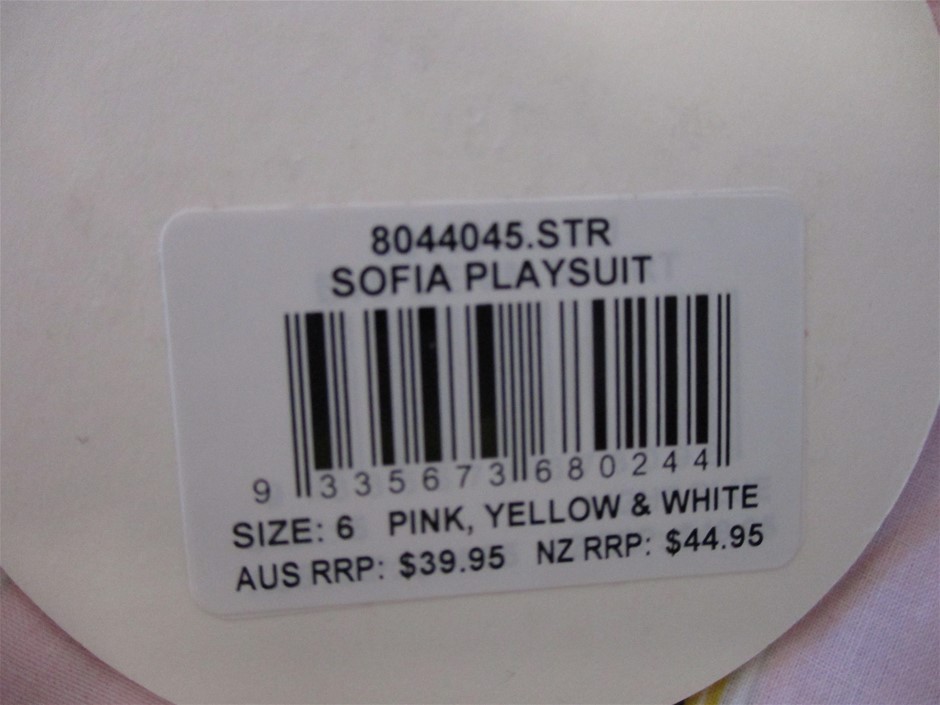 8044045.STR
SOFIA PLAYSUIT
9 335673 680244
SIZE: 6 PINK, YELLOW & WHITE
AUS RRP: $39.95 NZ RRP: $44.95